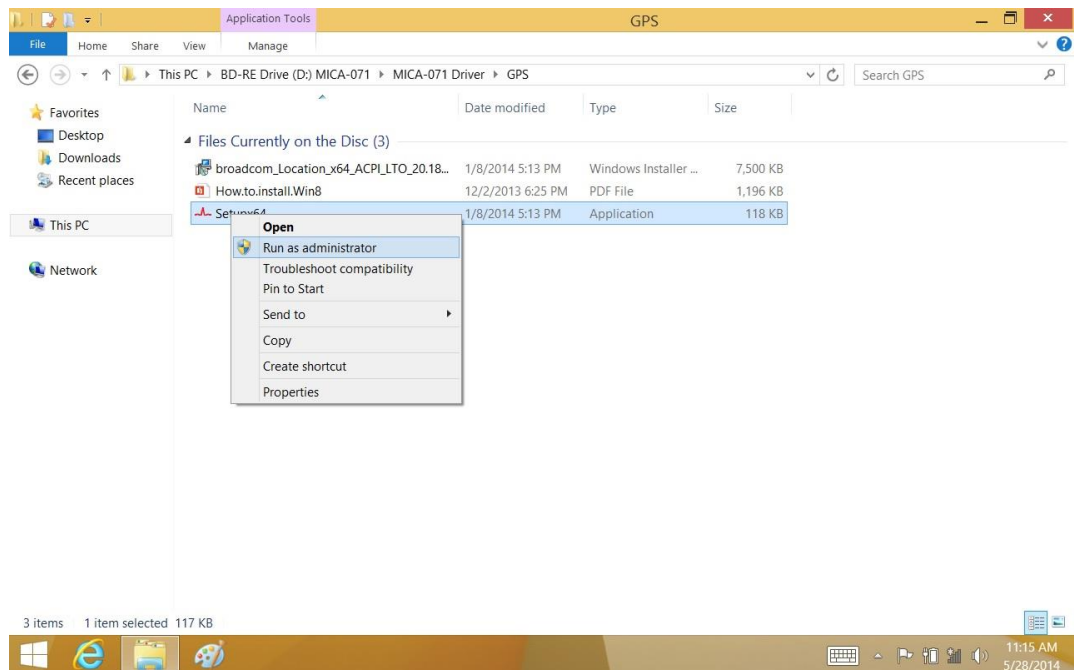 Application Tools
GPS
File
Home
Share
View
Manage
This PC
BD-RE Drive (D:) MICA-071
MICA-071 Driver
GPS
Search GPS
Favorites
Desktop
Downloads
Recent places
This PC
Network
Name
Date modified
Type
Size
Files Currently on the Disc (3)
broadcom_Location_x64_ACPI_LTO_20.18... 1/8/2014 5:13 PM Windows Installer ... 7,500 KB
How.to.install.Win8 12/2/2013 6:25 PM PDF File 1,196 KB
Setupx64 1/8/2014 5:13 PM Application 118 KB
Open
Run as administrator
Troubleshoot compatibility
Pin to Start
Send to
Copy
Create shortcut
Properties
3 items 1 item selected 117 KB
11:15 AM
5/28/2014